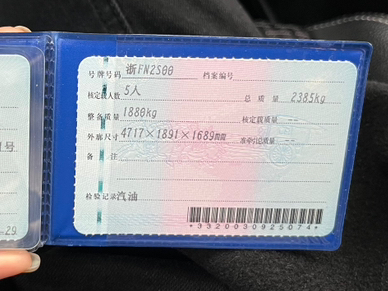 号牌号码 浙FN2500 档案编号
核定载人数 5人 总质量 2385kg
整备质量 1880kg 核定载质量 --
外廓尺寸 4717×1891×1689mm 准牵引总质量 --
备注
检验记录 汽油
*3320030925074*
号
.29